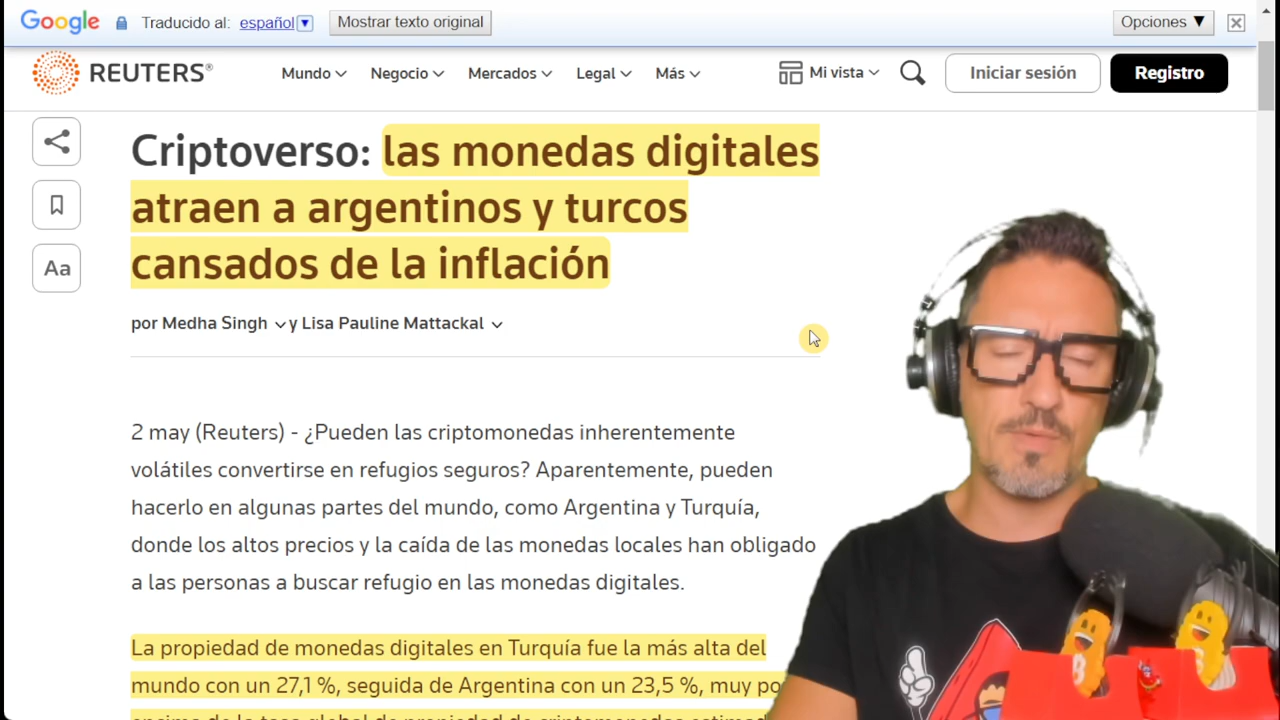 Google Traducido al: español Mostrar texto original Opciones ▼
REUTERS® Mundo Negocio Mercados Legal Más Mi vista Iniciar sesión Registro
Criptoverso: las monedas digitales
atraen a argentinos y turcos
cansados de la inflación
Aa
por Medha Singh y Lisa Pauline Mattackal
2 may (Reuters) - ¿Pueden las criptomonedas inherentemente
volátiles convertirse en refugios seguros? Aparentemente, pueden
hacerlo en algunas partes del mundo, como Argentina y Turquía,
donde los altos precios y la caída de las monedas locales han obligado
a las personas a buscar refugio en las monedas digitales.
La propiedad de monedas digitales en Turquía fue la más alta del
mundo con un 27,1 %, seguida de Argentina con un 23,5 %, muy